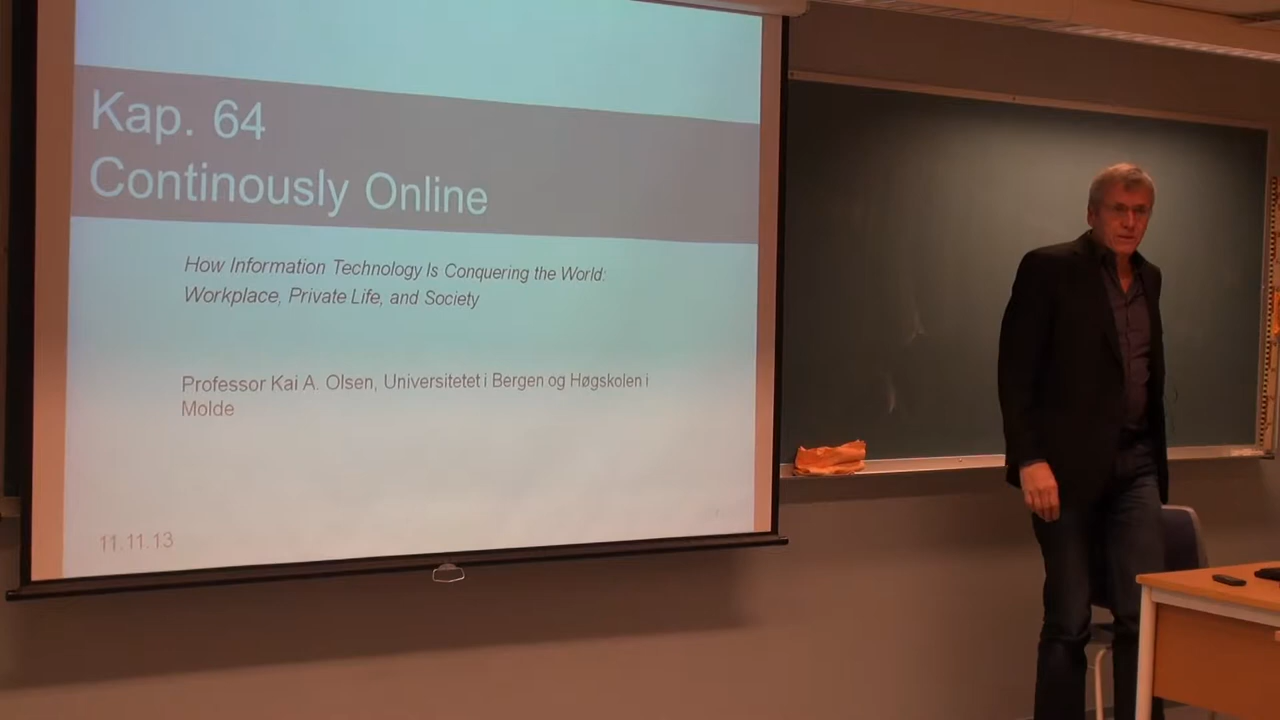 Kap. 64
Continously Online
How Information Technology Is Conquering the World:
Workplace, Private Life, and Society
Professor Kai A. Olsen, Universitetet i Bergen og Høgskolen i
Molde
11.11.13